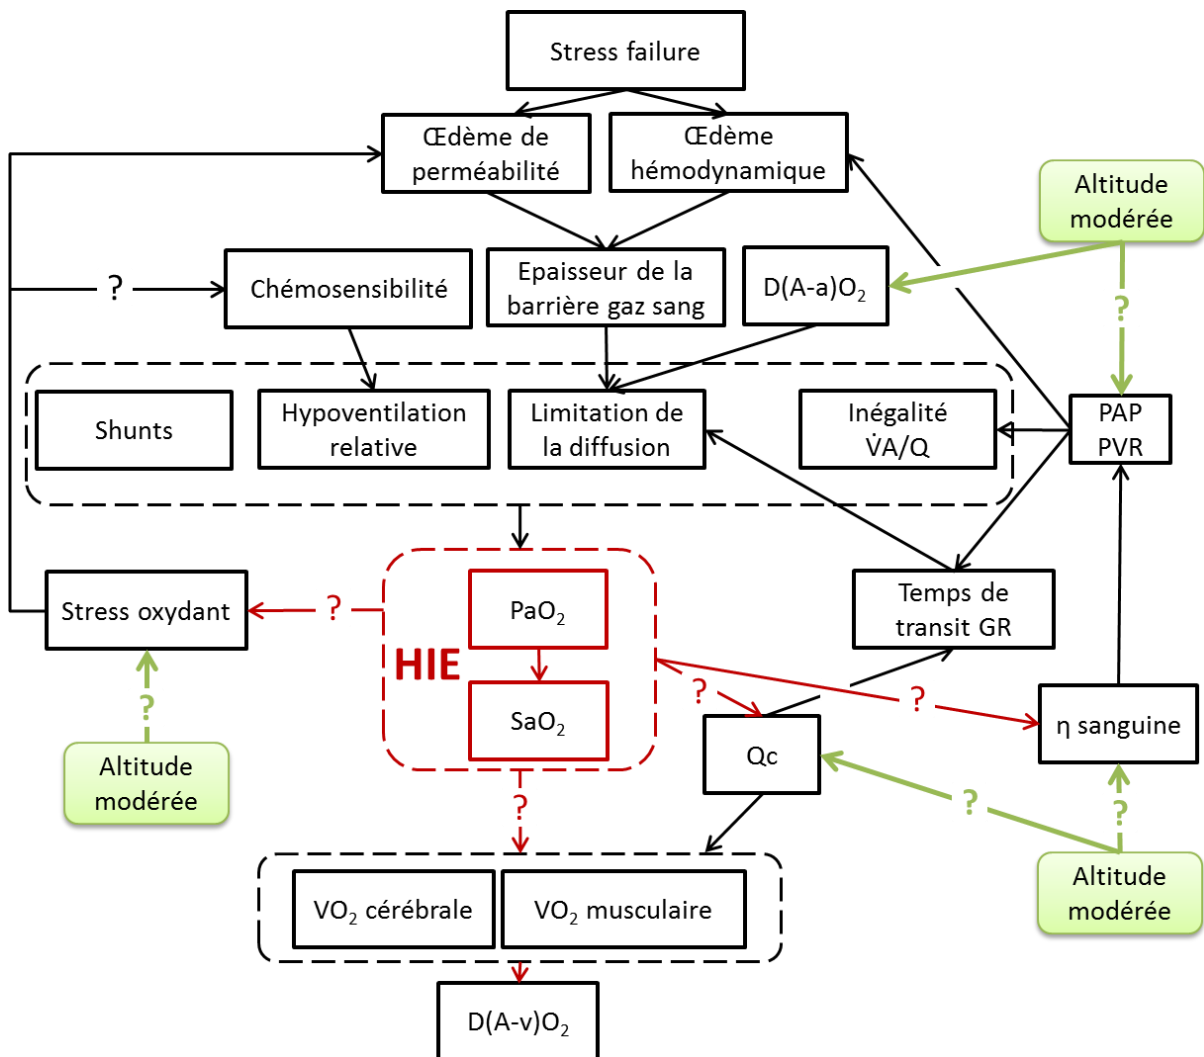 Stress failure
Œdème de
perméabilité
Œdème
hémodynamique
Altitude
modérée
?
Chémosensibilité
Epaisseur de la
barrière gaz sang
D(A-a)O₂
?
Shunts
Hypoventilation
relative
Limitation de
la diffusion
Inégalité
V̇A/Q
PAP
PVR
Stress oxydant
?
HIE
PaO₂
SaO₂
Temps de
transit GR
?
?
?
Qc
η sanguine
Altitude
modérée
?
?
?
Altitude
modérée
VO₂ cérébrale
VO₂ musculaire
D(A-v)O₂